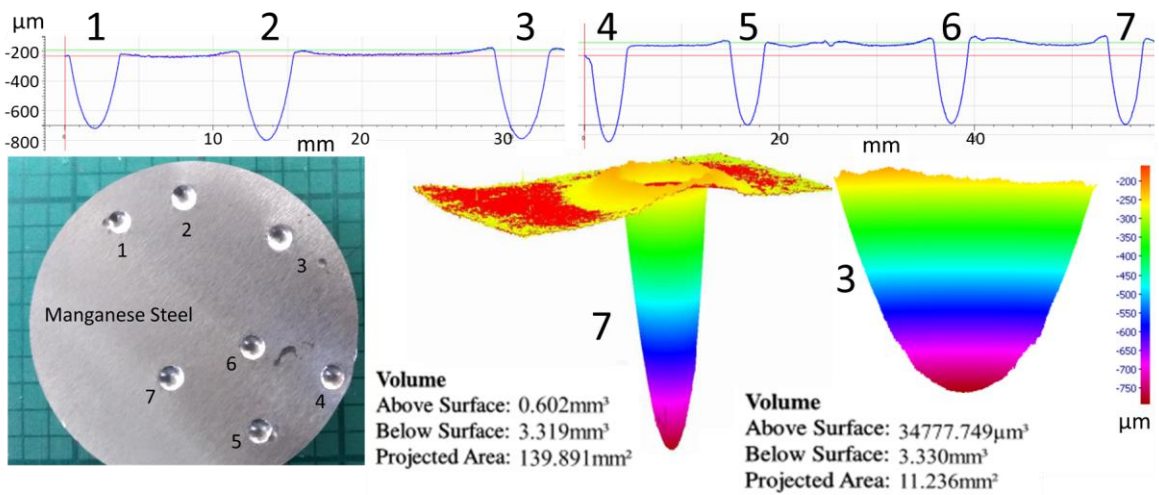 μm
1
2
3
4
5
6
7
-200
-400
-600
-800
10
mm
30
20
mm
40
1
2
3
Manganese Steel
6
7
4
5
7
3
-200
-250
-300
-350
-400
-450
-500
-550
-600
-650
-700
-750
μm
Volume
Above Surface: 0.602mm³
Below Surface: 3.319mm³
Projected Area: 139.891mm²
Volume
Above Surface: 34777.749μm³
Below Surface: 3.330mm³
Projected Area: 11.236mm²